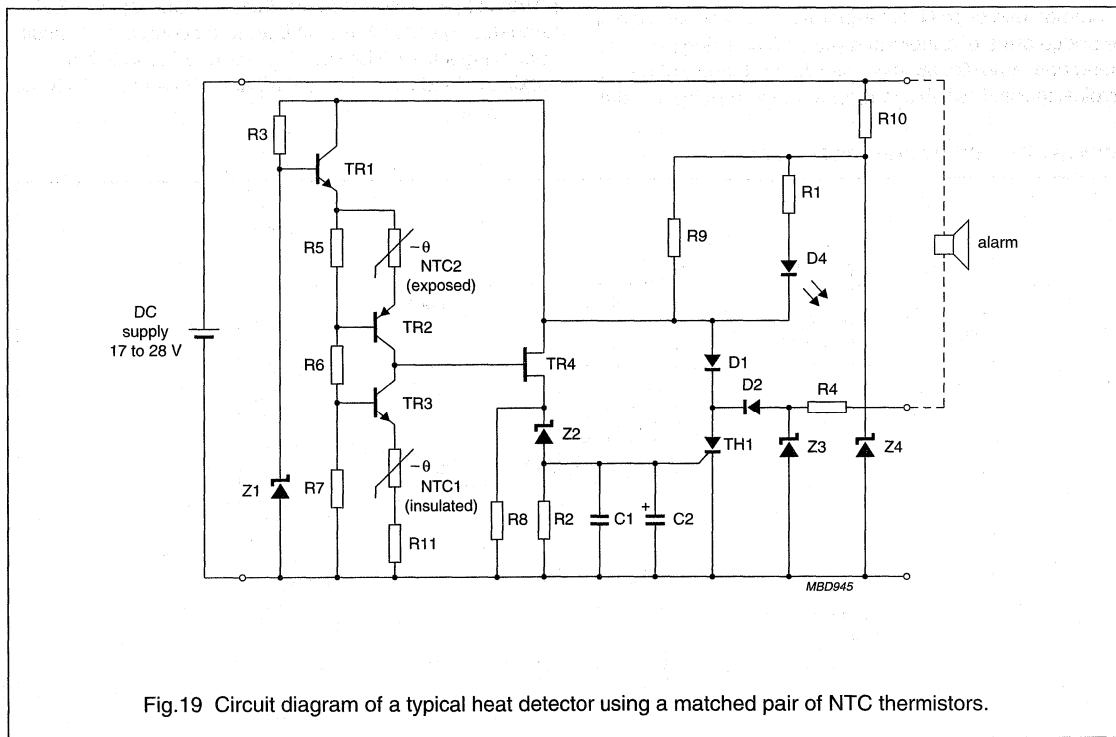 R3
TR1
R10
R5
−θ
NTC2
(exposed)
R9
R1
D4
alarm
DC
supply
17 to 28 V
TR2
R6
TR3
TR4
D1
D2
R4
Z1
R7
−θ
NTC1
(insulated)
R11
Z2
R8
R2
C1
+
C2
TH1
Z3
Z4
MBD945
Fig.19 Circuit diagram of a typical heat detector using a matched pair of NTC thermistors.